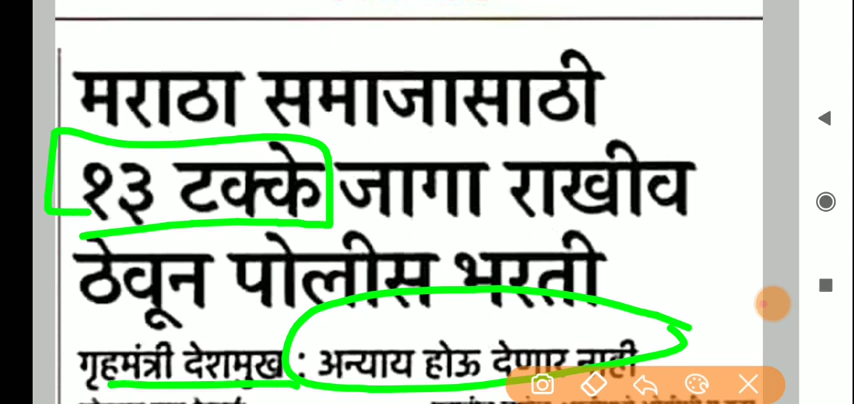 मराठा समाजासाठी
१३ टक्के जागा राखीव
ठेवून पोलीस भरती
गृहमंत्री देशमुख : अन्याय होऊ देणार नाही